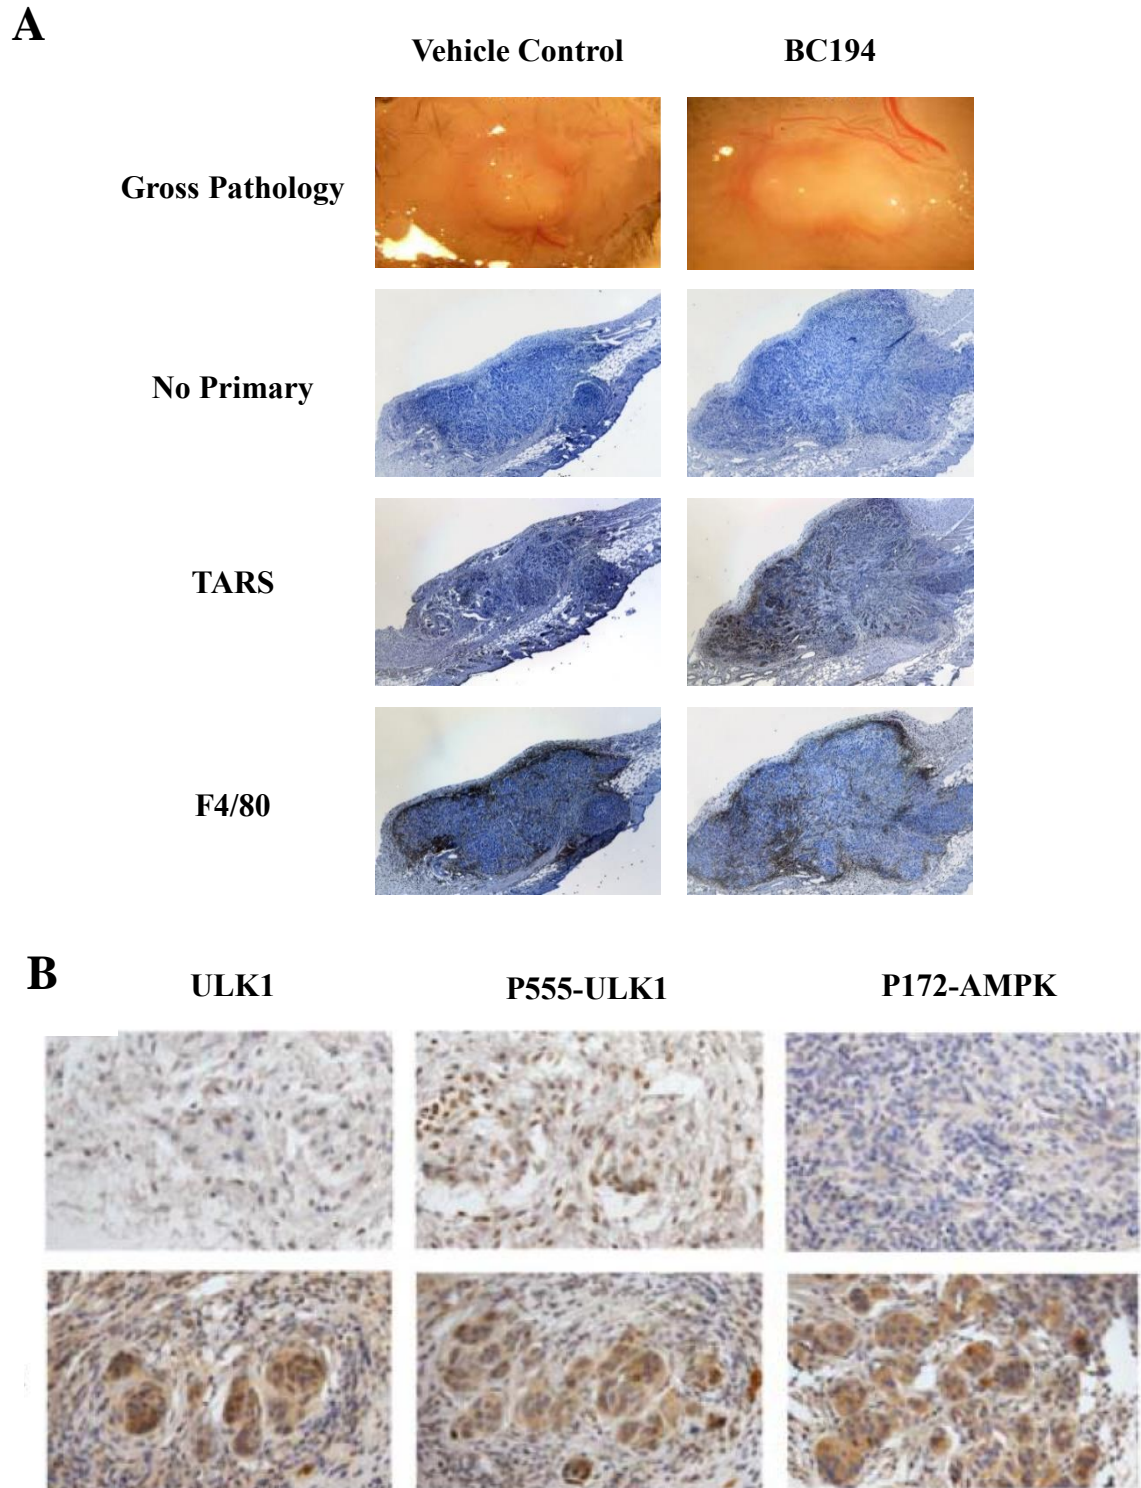 A
Vehicle Control
BC194
Gross Pathology
No Primary
TARS
F4/80
B
ULK1
P555-ULK1
P172-AMPK